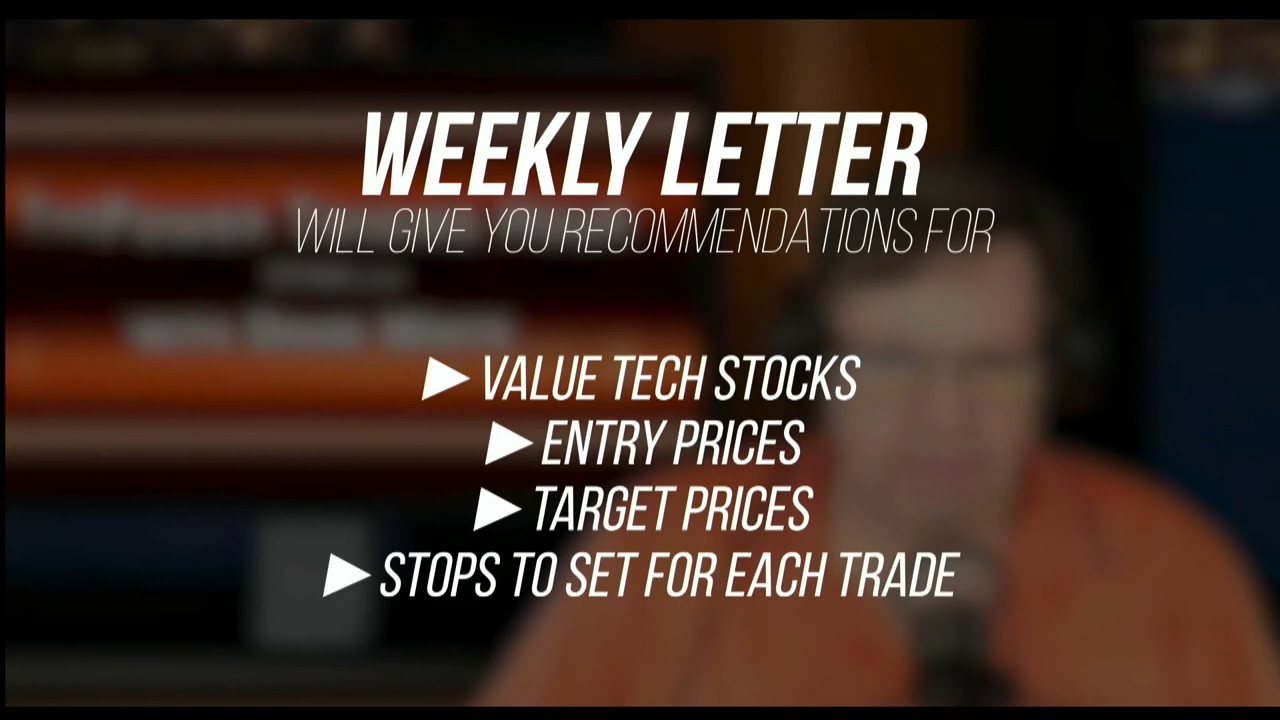 WEEKLY LETTER
WILL GIVE YOU RECOMMENDATIONS FOR
▶ VALUE TECH STOCKS
▶ ENTRY PRICES
▶ TARGET PRICES
▶ STOPS TO SET FOR EACH TRADE